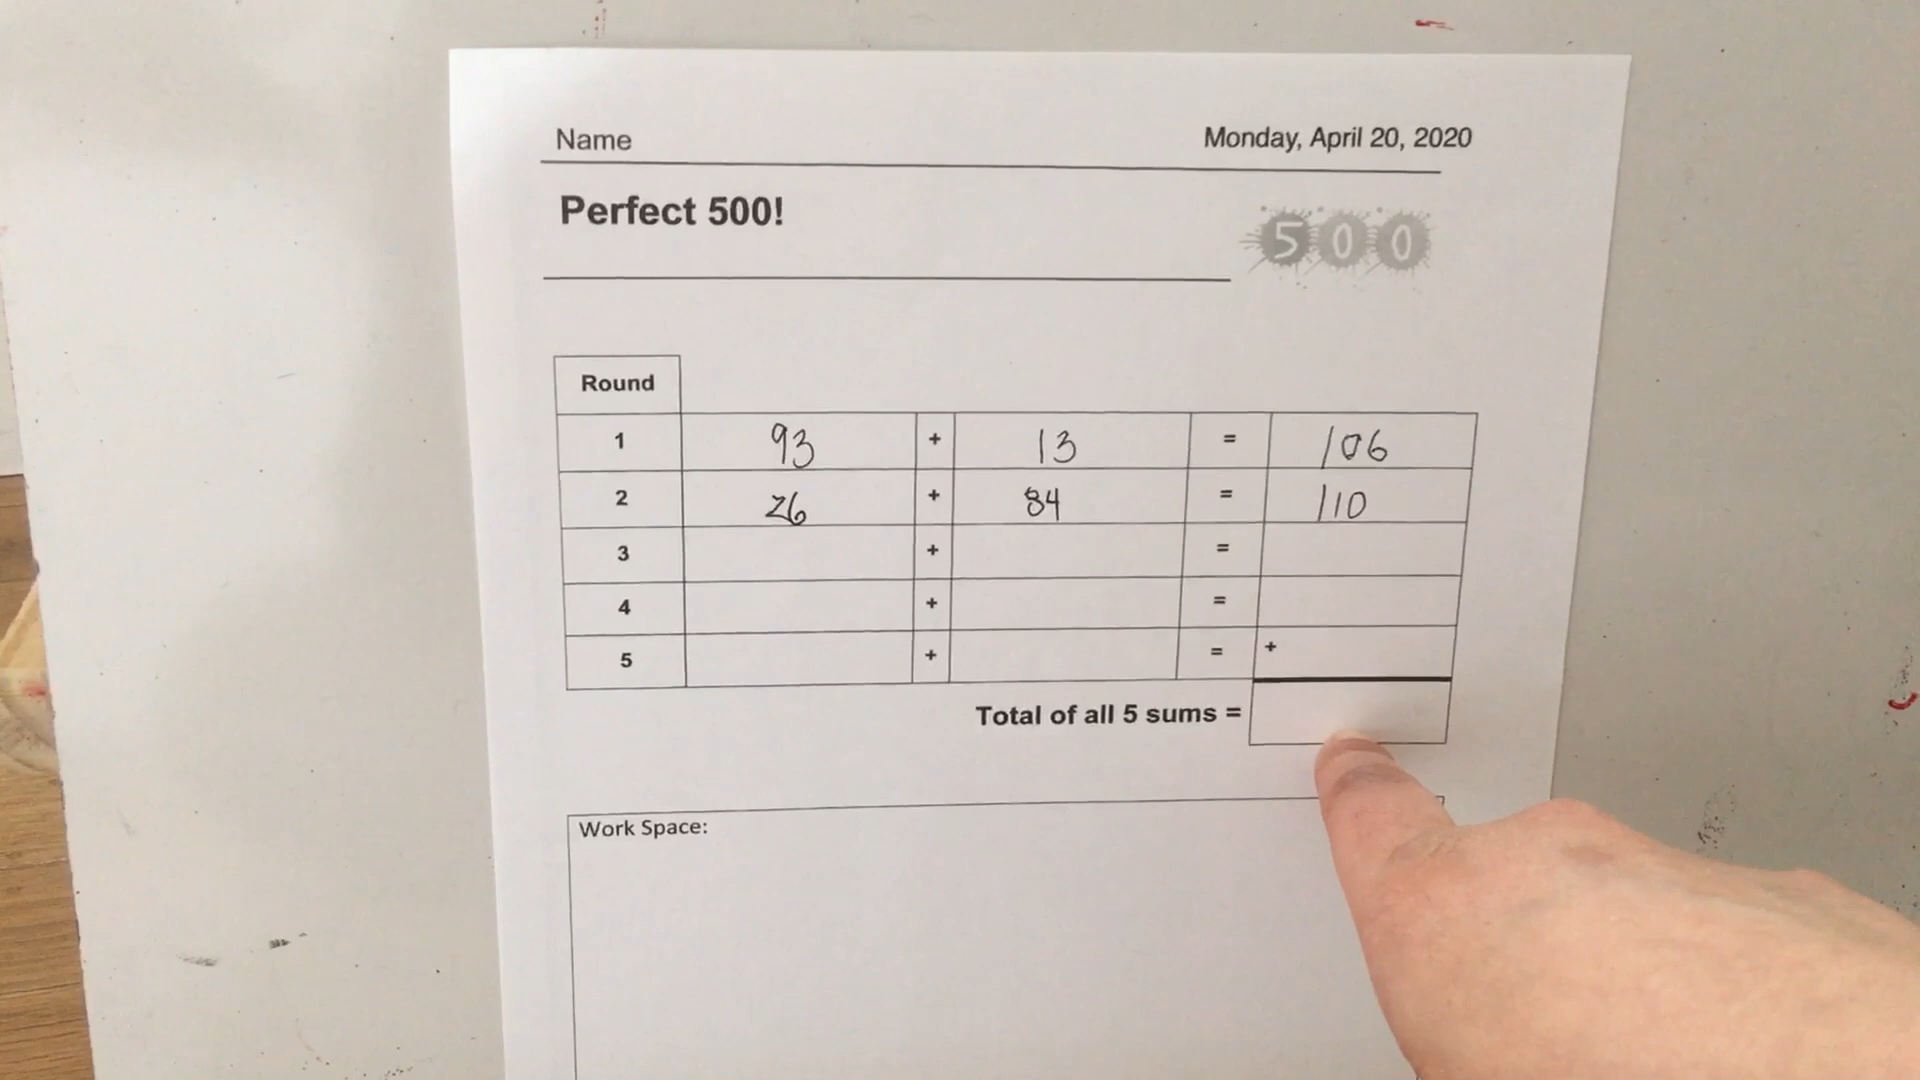 Name Monday, April 20, 2020
Perfect 500!
500
Round
1 93 + 13 = 106
2 26 + 84 = 110
3 + =
4 + =
5 + = +
Total of all 5 sums =
Work Space: